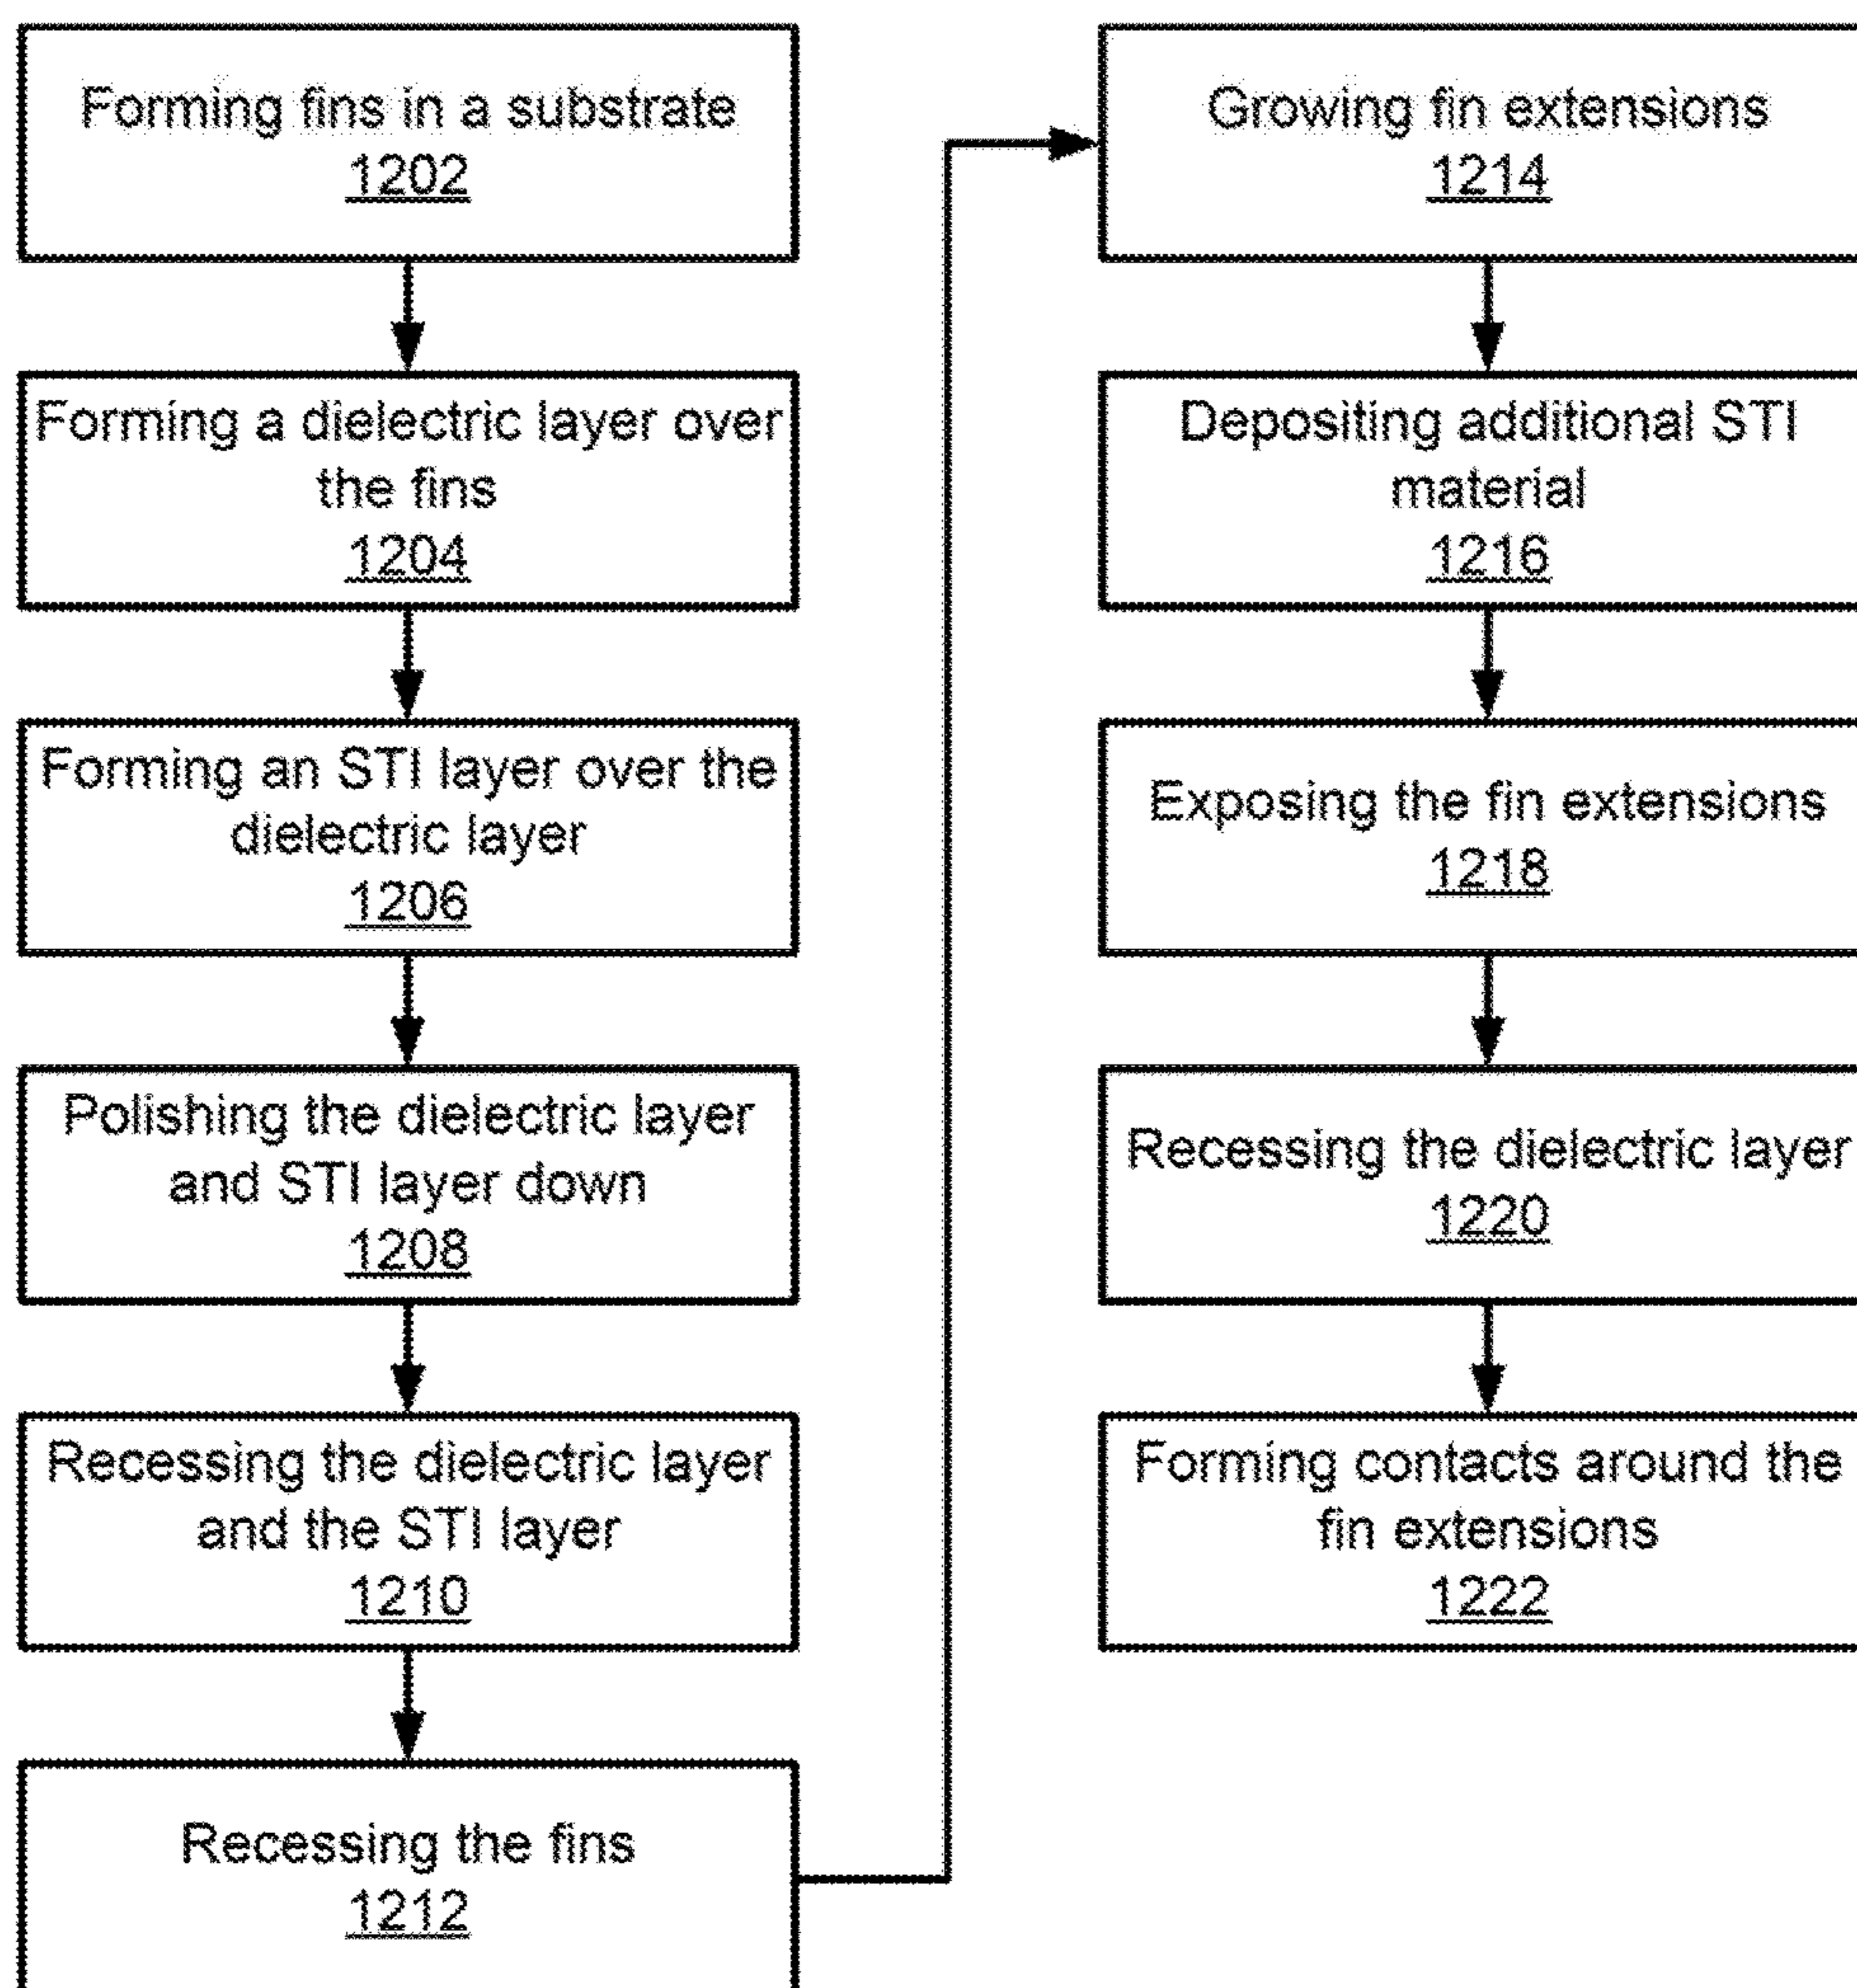 Forming fins in a substrate
1202
Forming a dielectric layer over
the fins
1204
Forming an STI layer over the
dielectric layer
1206
Polishing the dielectric layer
and STI layer down
1208
Recessing the dielectric layer
and the STI layer
1210
Recessing the fins
1212
Growing fin extensions
1214
Depositing additional STI
material
1216
Exposing the fin extensions
1218
Recessing the dielectric layer
1220
Forming contacts around the
fin extensions
1222